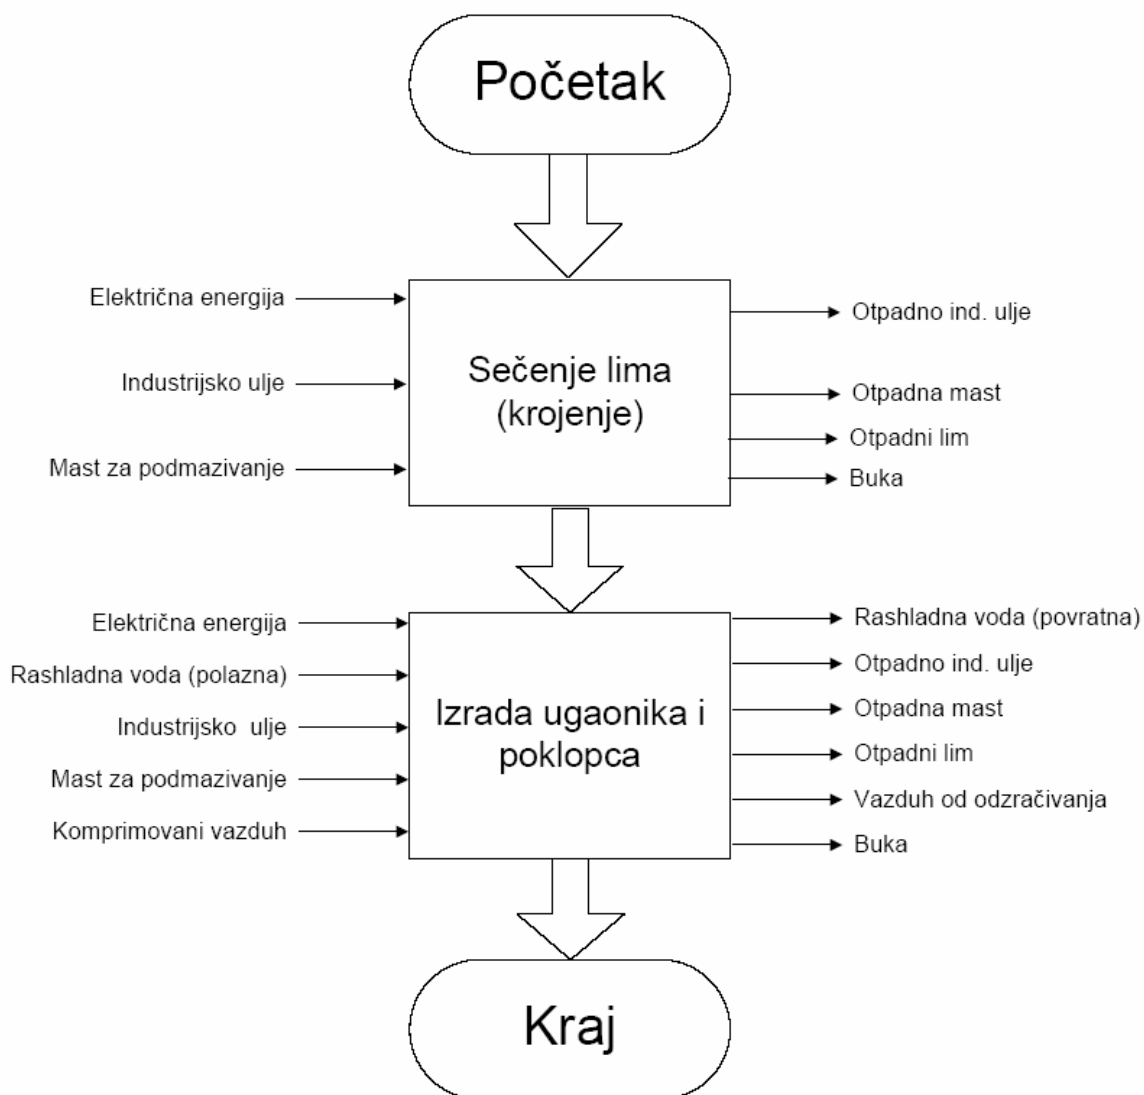 Početak
Električna energija
Industrijsko ulje
Mast za podmazivanje
Sečenje lima
(krojenje)
Otpadno ind. ulje
Otpadna mast
Otpadni lim
Buka
Električna energija
Rashladna voda (polazna)
Industrijsko ulje
Mast za podmazivanje
Komprimovani vazduh
Izrada ugaonika i
poklopca
Rashladna voda (povratna)
Otpadno ind. ulje
Otpadna mast
Otpadni lim
Vazduh od odzračivanja
Buka
Kraj